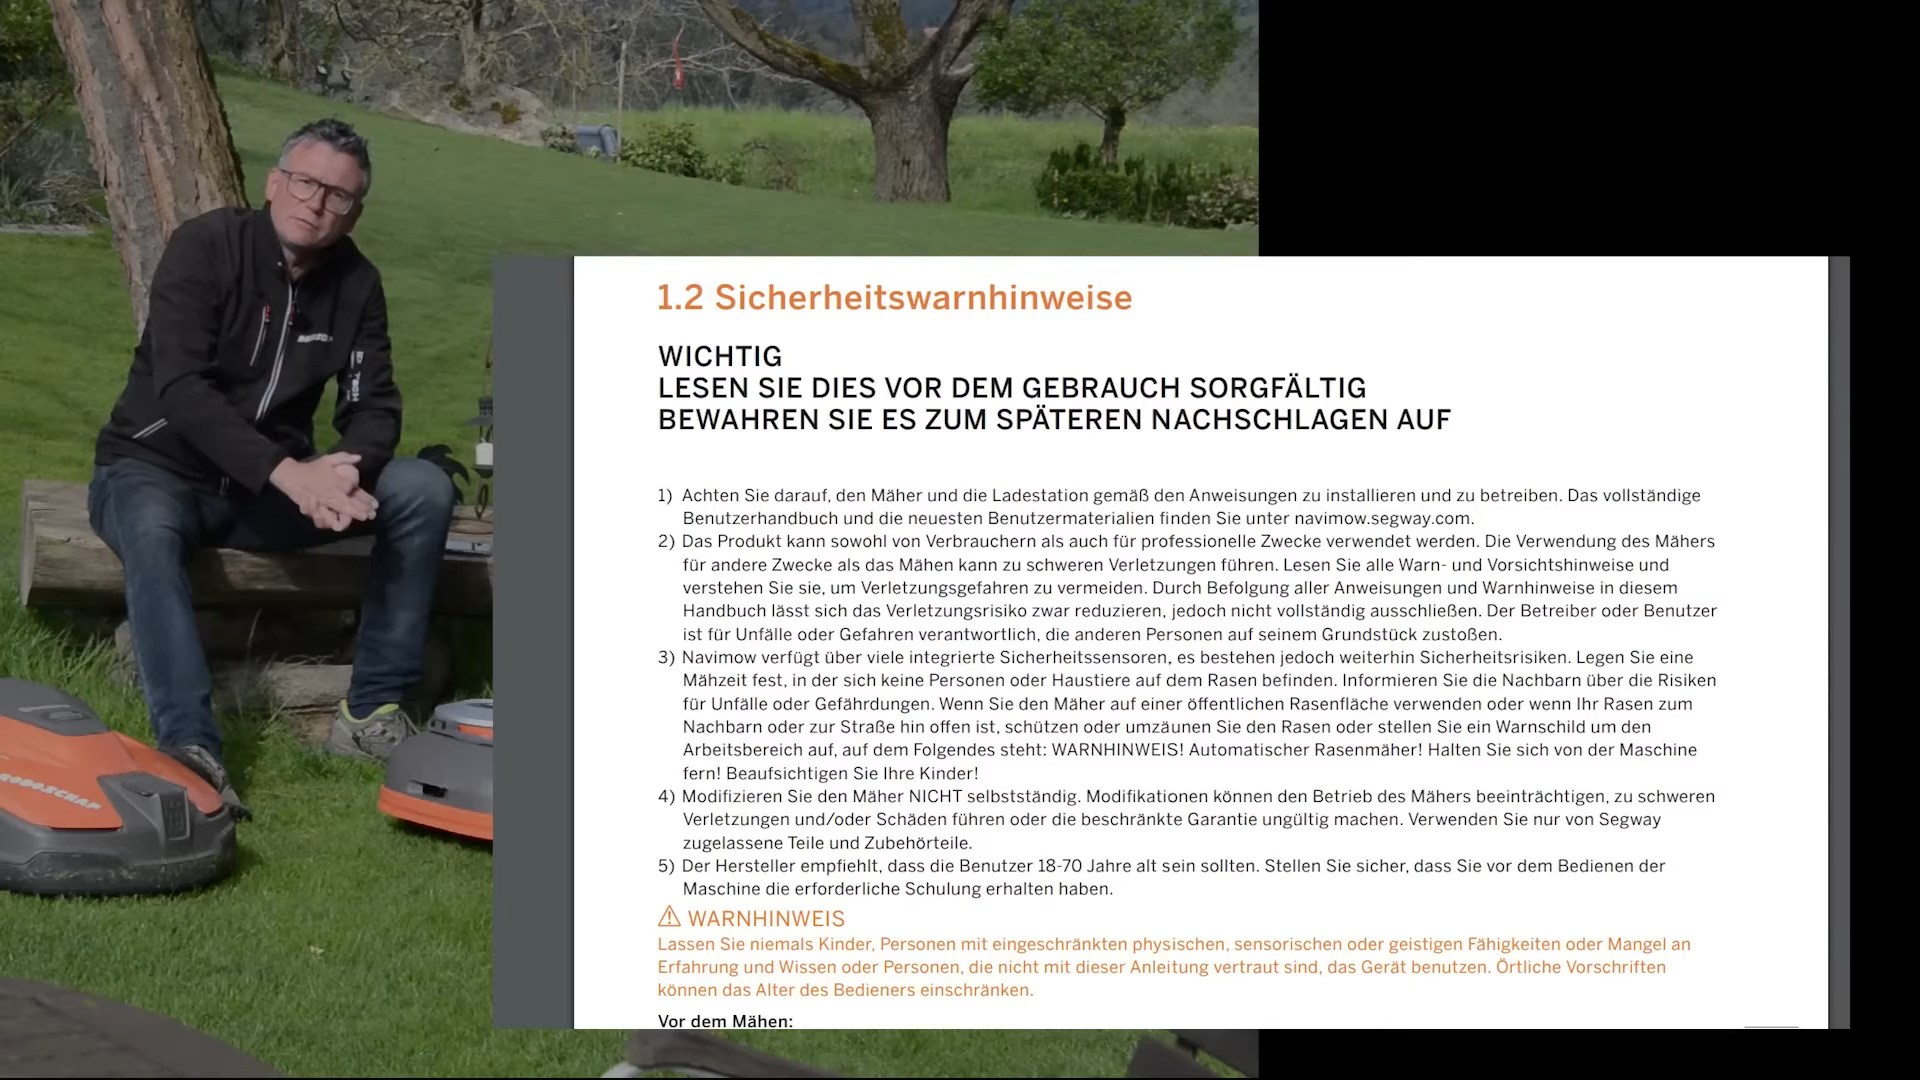 1.2 Sicherheitswarnhinweise
WICHTIG
LESEN SIE DIES VOR DEM GEBRAUCH SORGFÄLTIG
BEWAHREN SIE ES ZUM SPÄTEREN NACHSCHLAGEN AUF
1) Achten Sie darauf, den Mäher und die Ladestation gemäß den Anweisungen zu installieren und zu betreiben. Das vollständige
Benutzerhandbuch und die neuesten Benutzermaterialien finden Sie unter navimow.segway.com.
2) Das Produkt kann sowohl von Verbrauchern als auch für professionelle Zwecke verwendet werden. Die Verwendung des Mähers
für andere Zwecke als das Mähen kann zu schweren Verletzungen führen. Lesen Sie alle Warn- und Vorsichtshinweise und
verstehen Sie sie, um Verletzungsgefahren zu vermeiden. Durch Befolgung aller Anweisungen und Warnhinweise in diesem
Handbuch lässt sich das Verletzungsrisiko zwar reduzieren, jedoch nicht vollständig ausschließen. Der Betreiber oder Benutzer
ist für Unfälle oder Gefahren verantwortlich, die anderen Personen auf seinem Grundstück zustoßen.
3) Navimow verfügt über viele integrierte Sicherheitssensoren, es bestehen jedoch weiterhin Sicherheitsrisiken. Legen Sie eine
Mähzeit fest, in der sich keine Personen oder Haustiere auf dem Rasen befinden. Informieren Sie die Nachbarn über die Risiken
für Unfälle oder Gefährdungen. Wenn Sie den Mäher auf einer öffentlichen Rasenfläche verwenden oder wenn Ihr Rasen zum
Nachbarn oder zur Straße hin offen ist, schützen oder umzäunen Sie den Rasen oder stellen Sie ein Warnschild um den
Arbeitsbereich auf, auf dem Folgendes steht: WARNHINWEIS! Automatischer Rasenmäher! Halten Sie sich von der Maschine
fern! Beaufsichtigen Sie Ihre Kinder!
4) Modifizieren Sie den Mäher NICHT selbstständig. Modifikationen können den Betrieb des Mähers beeinträchtigen, zu schweren
Verletzungen und/oder Schäden führen oder die beschränkte Garantie ungültig machen. Verwenden Sie nur von Segway
zugelassene Teile und Zubehörteile.
5) Der Hersteller empfiehlt, dass die Benutzer 18-70 Jahre alt sein sollten. Stellen Sie sicher, dass Sie vor dem Bedienen der
Maschine die erforderliche Schulung erhalten haben.
⚠ WARNHINWEIS
Lassen Sie niemals Kinder, Personen mit eingeschränkten physischen, sensorischen oder geistigen Fähigkeiten oder Mangel an
Erfahrung und Wissen oder Personen, die nicht mit dieser Anleitung vertraut sind, das Gerät benutzen. Örtliche Vorschriften
können das Alter des Bedieners einschränken.
Vor dem Mähen:
ROBOSCHAF